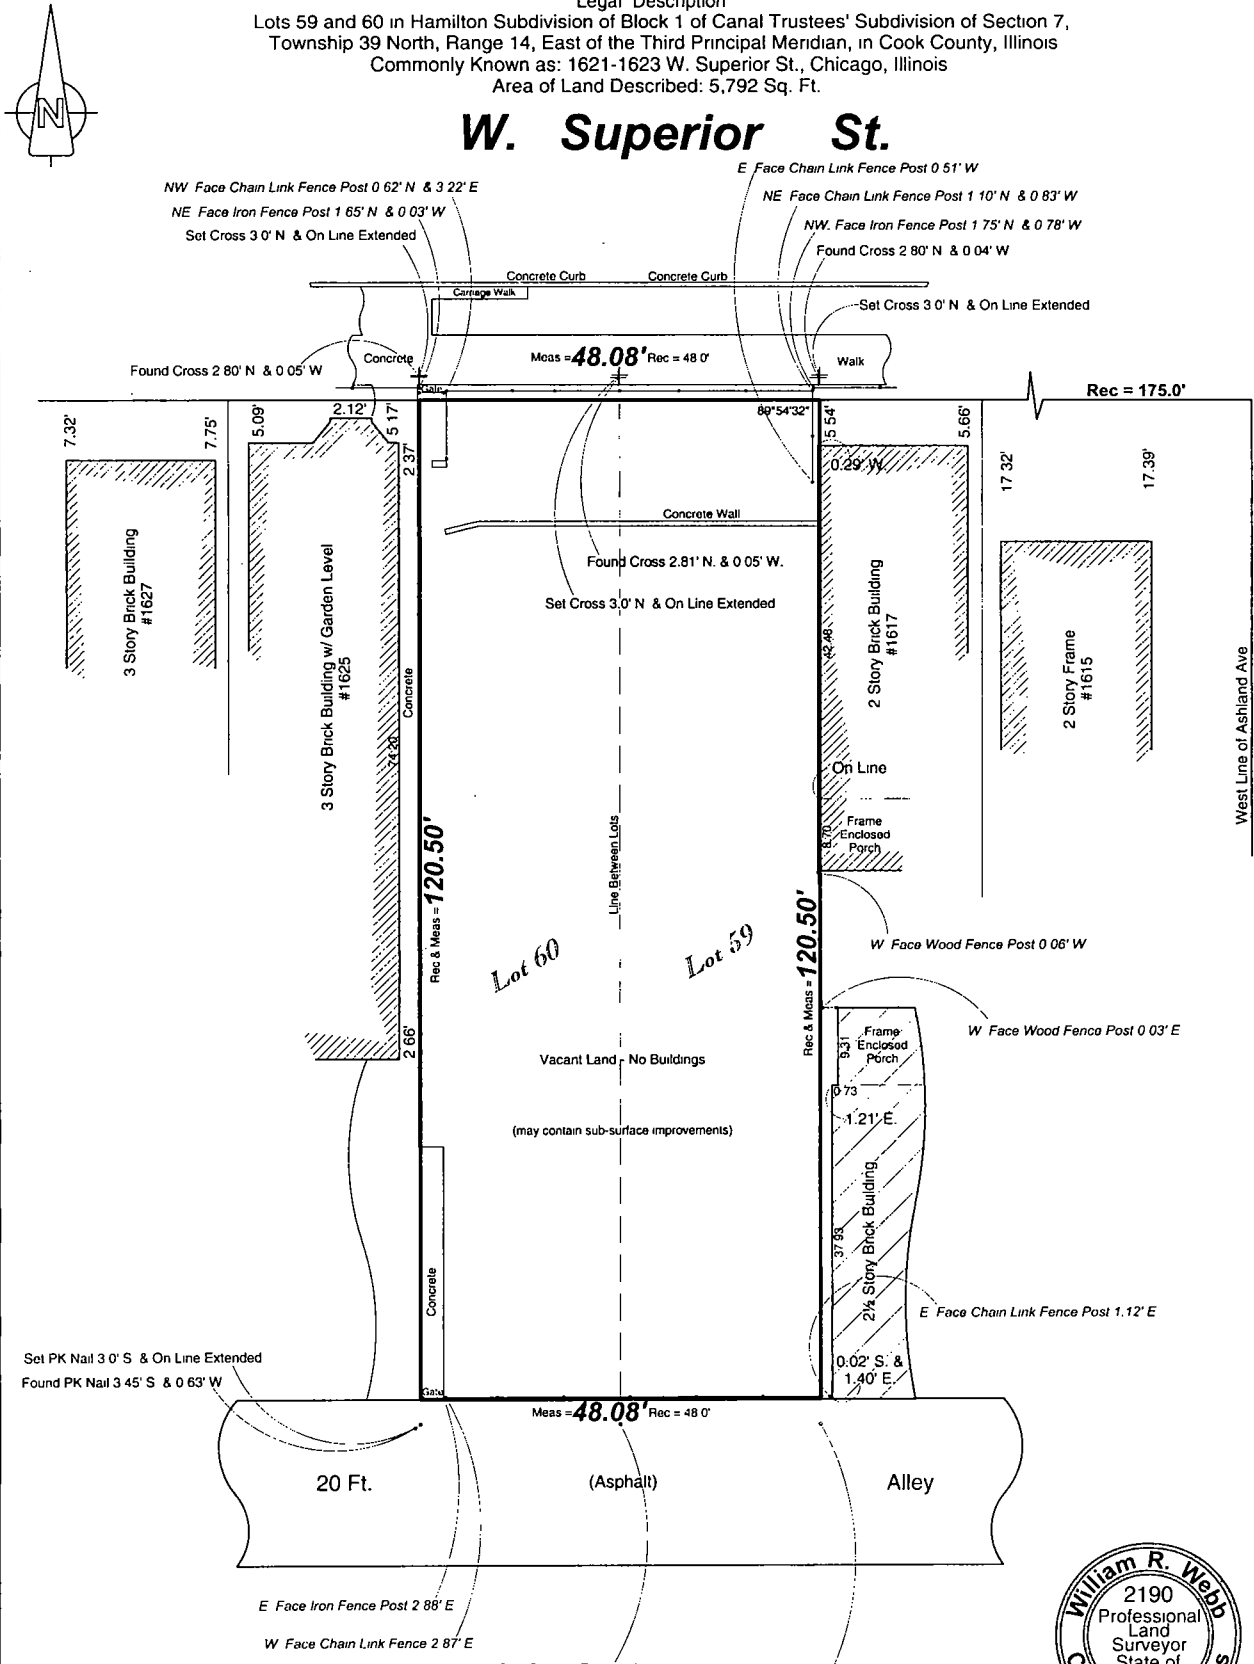 Legal Description
Lots 59 and 60 in Hamilton Subdivision of Block 1 of Canal Trustees' Subdivision of Section 7,
Township 39 North, Range 14, East of the Third Principal Meridian, in Cook County, Illinois
Commonly Known as: 1621-1623 W. Superior St., Chicago, Illinois
Area of Land Described: 5,792 Sq. Ft.
N
W. Superior St.
E Face Chain Link Fence Post 0 51' W
NW Face Chain Link Fence Post 0 62' N & 3 22' E
NE Face Chain Link Fence Post 1 10' N & 0 83' W
NE Face Iron Fence Post 1 65' N & 0 03' W
NW. Face Iron Fence Post 1 75' N & 0 78' W
Set Cross 3 0' N & On Line Extended
Found Cross 2 80' N & 0 04' W
Concrete Curb Concrete Curb
Carriage Walk
Set Cross 3 0' N & On Line Extended
Concrete
Meas = 48.08' Rec = 48 0'
Walk
Found Cross 2 80' N & 0 05' W
Gate
Rec = 175.0'
89°54'32"
7.32'
7.75'
5.09'
2.12'
5 17'
2 37'
5 54'
5.66'
17 32'
17.39'
0.29' W.
Concrete Wall
Found Cross 2.81' N. & 0 05' W.
Set Cross 3.0' N & On Line Extended
3 Story Brick Building
#1627
3 Story Brick Building w/ Garden Level
#1625
Concrete
74 20
2 Story Brick Building
#1617
42.48
2 Story Frame
#1615
West Line of Ashland Ave
On Line
Frame
Enclosed
Porch
8.70
Line Between Lots
Rec & Meas = 120.50'
Rec & Meas = 120.50'
W Face Wood Fence Post 0 06' W
Lot 60
Lot 59
W Face Wood Fence Post 0 03' E
2 66'
Vacant Land - No Buildings
Frame
Enclosed
Porch
9.31
0 73
1.21' E.
(may contain sub-surface improvements)
2½ Story Brick Building
37 93
Concrete
E Face Chain Link Fence Post 1.12' E
Set PK Nail 3 0' S & On Line Extended
Found PK Nail 3 45' S & 0 63' W
0:02' S. &
1.40' E.
Gate
Meas = 48.08' Rec = 48 0'
20 Ft.
(Asphalt)
Alley
E Face Iron Fence Post 2 88' E
W Face Chain Link Fence 2 87' E
William R. Webb
2190
Professional
Land
Surveyor
State of